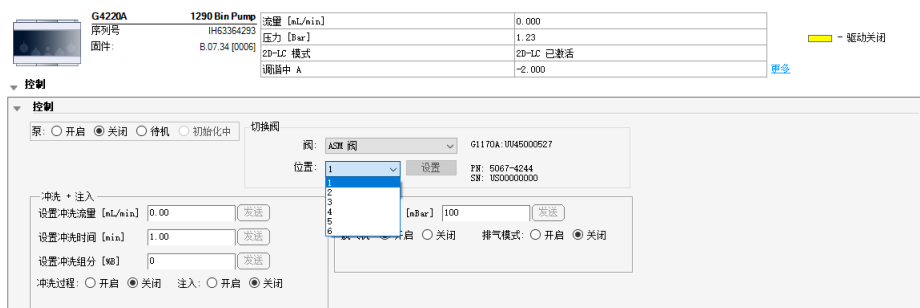 G4220A 1290 Bin Pump
序列号 IH63364293
固件: B.07.34 [0006]
流量 [mL/min] 0.000
压力 [Bar] 1.23
2D-LC 模式 2D-LC 已激活
调谐中 A -2.000
更多
- 驱动关闭
控制
控制
泵: 开启 关闭 待机 初始化中
切换阀
阀: ASM 阀 G1170A:UU45000527
位置: 1 设置 PN: 5067-4244
SN: US00000000
1
2
3
4
5
6
冲洗 + 注入
设置冲洗流量 [mL/min] 0.00 发送
[mBar] 100 发送
设置冲洗时间 [min] 1.00 发送
开启 关闭 排气模式: 开启 关闭
设置冲洗组分 [%B] 0 发送
冲洗过程: 开启 关闭 注入: 开启 关闭